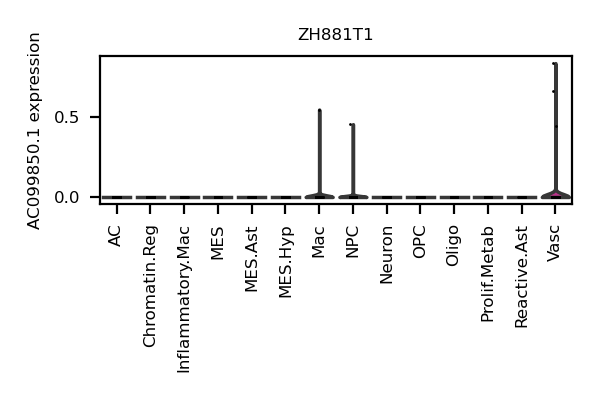 ZH881T1
AC099850.1 expression
0.5
0.0
AC
Chromatin.Reg
Inflammatory.Mac
MES
MES.Ast
MES.Hyp
Mac
NPC
Neuron
OPC
Oligo
Prolif.Metab
Reactive.Ast
Vasc